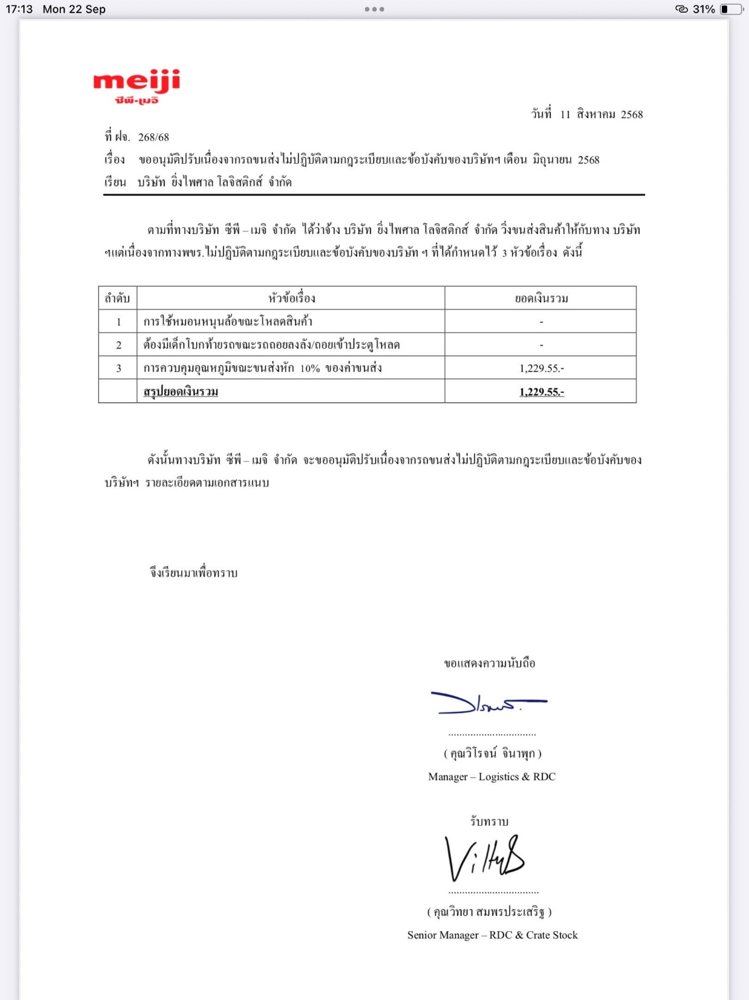 17:13 Mon 22 Sep
31%
meiji
ซีพี-เมจิ
วันที่ 11 สิงหาคม 2568
ที่ ฝจ. 268/68
เรื่อง ขออนุมัติปรับเนื่องจากรถขนส่งไม่ปฏิบัติตามกฎระเบียบและข้อบังคับของบริษัทฯ เดือน มิถุนายน 2568
เรียน บริษัท ยิ่งไพศาล โลจิสติกส์ จำกัด
ตามที่ทางบริษัท ซีพี – เมจิ จำกัด ได้ว่าจ้าง บริษัท ยิ่งไพศาล โลจิสติกส์ จำกัด วิ่งขนส่งสินค้าให้กับทาง บริษัท
ฯแต่เนื่องจากทางพขร.ไม่ปฏิบัติตามกฎระเบียบและข้อบังคับของบริษัท ฯ ที่ได้กำหนดไว้ 3 หัวข้อเรื่อง ดังนี้
ลำดับ หัวข้อเรื่อง ยอดเงินรวม
1 การใช้หมอนหนุนล้อขณะโหลดสินค้า -
2 ต้องมีเด็กโบกท้ายรถขณะรถถอยลงลัง/ถอยเข้าประตูโหลด -
3 การควบคุมอุณหภูมิขณะขนส่งหัก 10% ของค่าขนส่ง 1,229.55.-
สรุปยอดเงินรวม 1,229.55.-
ดังนั้นทางบริษัท ซีพี – เมจิ จำกัด จะขออนุมัติปรับเนื่องจากรถขนส่งไม่ปฏิบัติตามกฎระเบียบและข้อบังคับของ
บริษัทฯ รายละเอียดตามเอกสารแนบ
จึงเรียนมาเพื่อทราบ
ขอแสดงความนับถือ
( คุณวิโรจน์ จินาพุก )
Manager – Logistics & RDC
รับทราบ
( คุณวิทยา สมพรประเสริฐ )
Senior Manager – RDC & Crate Stock